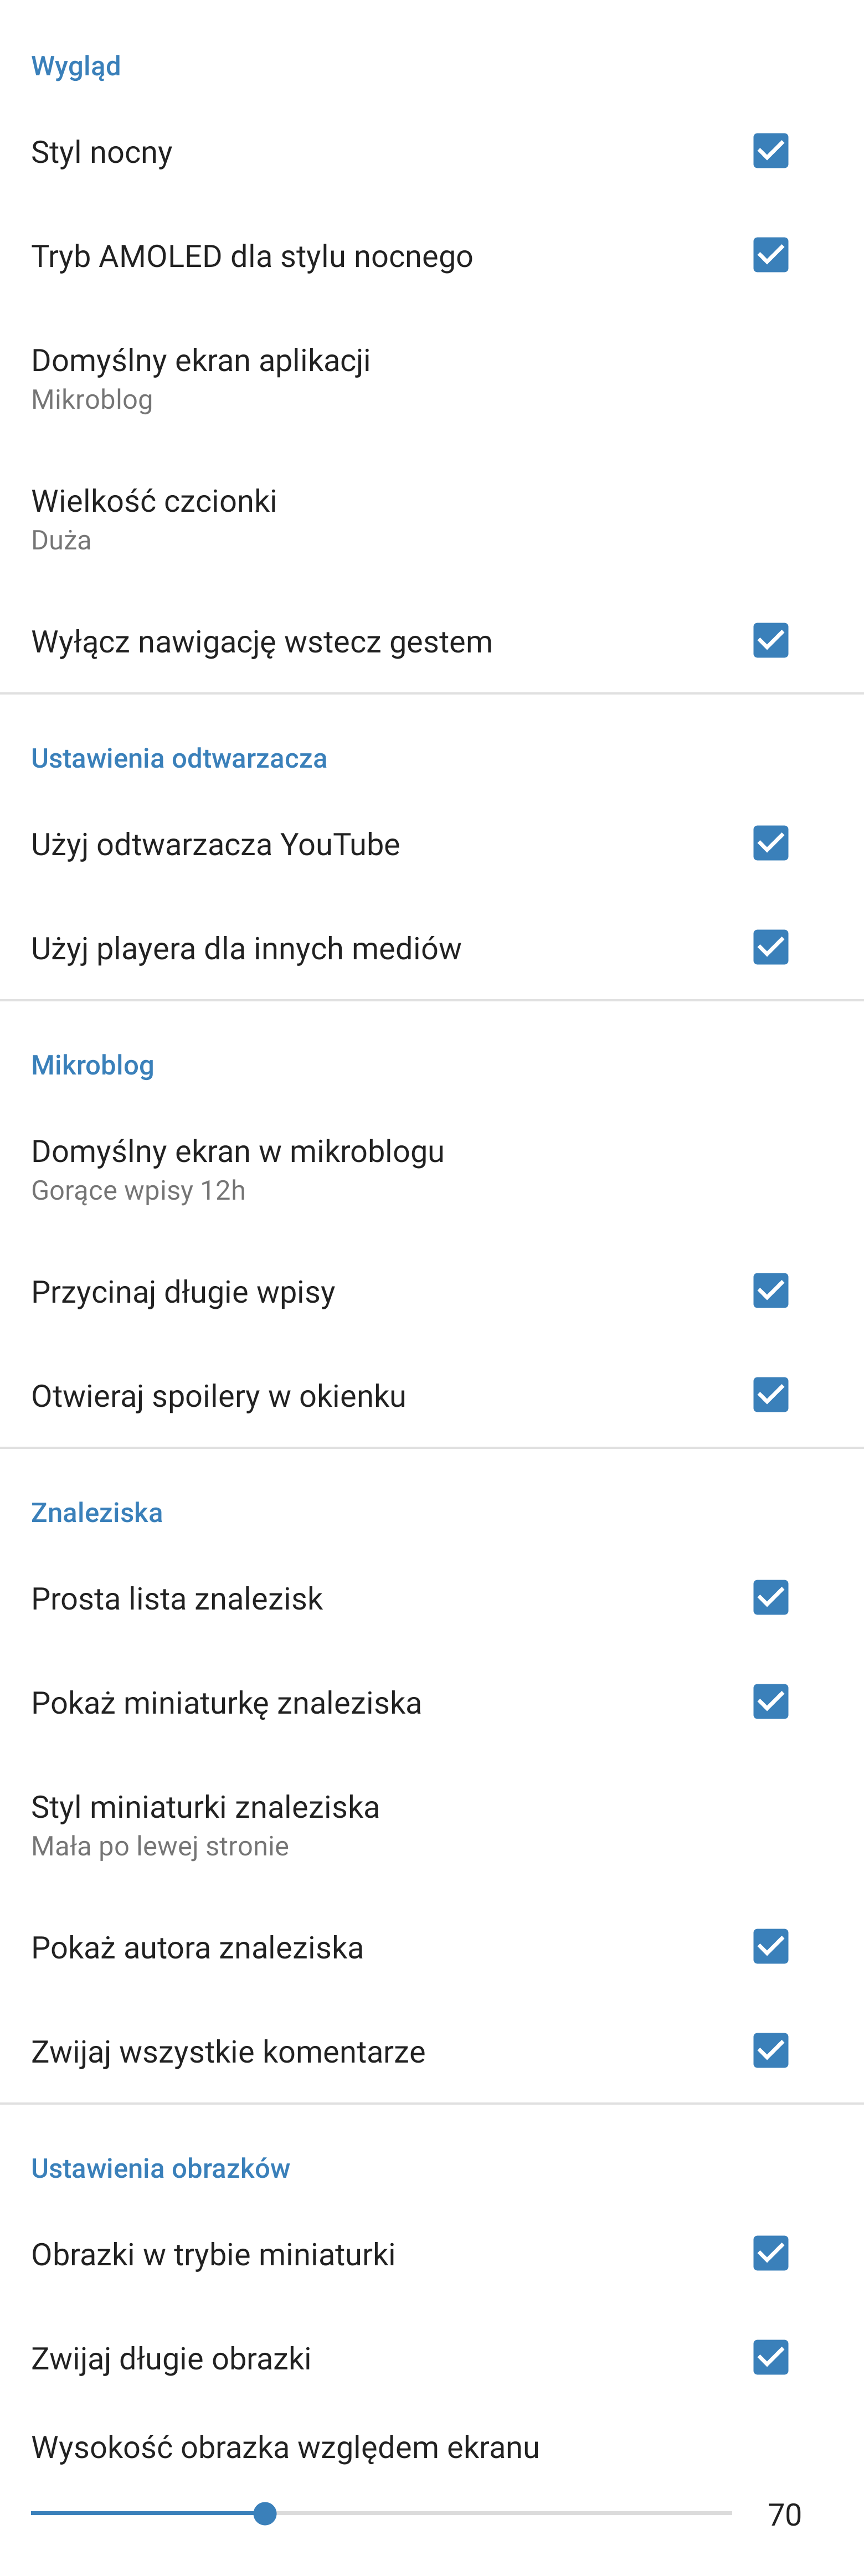 Wygląd
Styl nocny
Tryb AMOLED dla stylu nocnego
Domyślny ekran aplikacji
Mikroblog
Wielkość czcionki
Duża
Wyłącz nawigację wstecz gestem
Ustawienia odtwarzacza
Użyj odtwarzacza YouTube
Użyj playera dla innych mediów
Mikroblog
Domyślny ekran w mikroblogu
Gorące wpisy 12h
Przycinaj długie wpisy
Otwieraj spoilery w okienku
Znaleziska
Prosta lista znalezisk
Pokaż miniaturkę znaleziska
Styl miniaturki znaleziska
Mała po lewej stronie
Pokaż autora znaleziska
Zwijaj wszystkie komentarze
Ustawienia obrazków
Obrazki w trybie miniaturki
Zwijaj długie obrazki
Wysokość obrazka względem ekranu
70